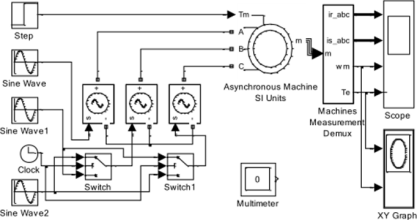 Step
Tm
A
B
C
m
Asynchronous Machine
SI Units
ir_abc
is_abc
m
wm
Te
Machines
Measurement
Demux
Scope
Sine Wave
Sine Wave1
Clock
Sine Wave2
Switch
Switch1
0
Multimeter
XY Graph